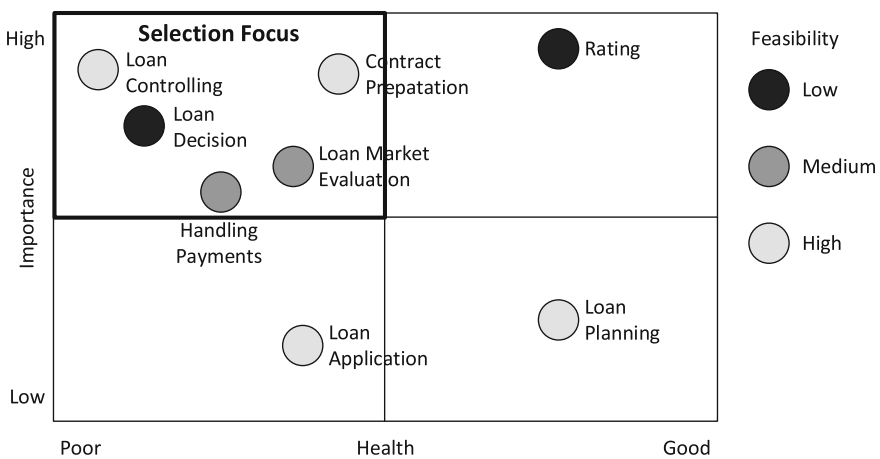 High
Selection Focus
Loan
Controlling
Contract
Prepatation
Rating
Loan
Decision
Loan Market
Evaluation
Handling
Payments
Importance
Loan
Planning
Loan
Application
Low
Poor
Health
Good
Feasibility
Low
Medium
High